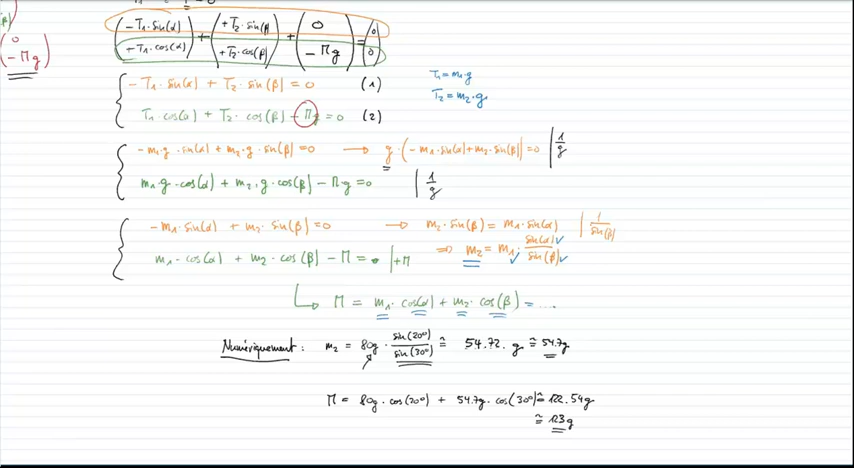 (-T₁·sin(α) / +T₁·cos(α)) + (+T₂·sin(β) / +T₂·cos(β)) + (0 / -Mg) = (0 / 0)
(0 / -Mg)
-T₁·sin(α) + T₂·sin(β) = 0 (1)
T₁ = m₁·g
T₂ = m₂·g
T₁·cos(α) + T₂·cos(β) - Mg = 0 (2)
-m₁·g·sin(α) + m₂·g·sin(β) = 0 → g·(-m₁·sin(α) + m₂·sin(β)) = 0 | 1/g
m₁·g·cos(α) + m₂·g·cos(β) - Mg = 0 | 1/g
-m₁·sin(α) + m₂·sin(β) = 0 → m₂·sin(β) = m₁·sin(α) | 1/sin(β)
m₁·cos(α) + m₂·cos(β) - M = 0 | +M ⇒ m₂ = m₁·sin(α)/sin(β)
↳ M = m₁·cos(α) + m₂·cos(β) = ....
Numériquement : m₂ = 80g · sin(20°)/sin(30°) ≅ 54.72. g ≅ 54.7g
M = 80g·cos(20°) + 54.7g·cos(30°) ≅ 122.54g
≅ 123g